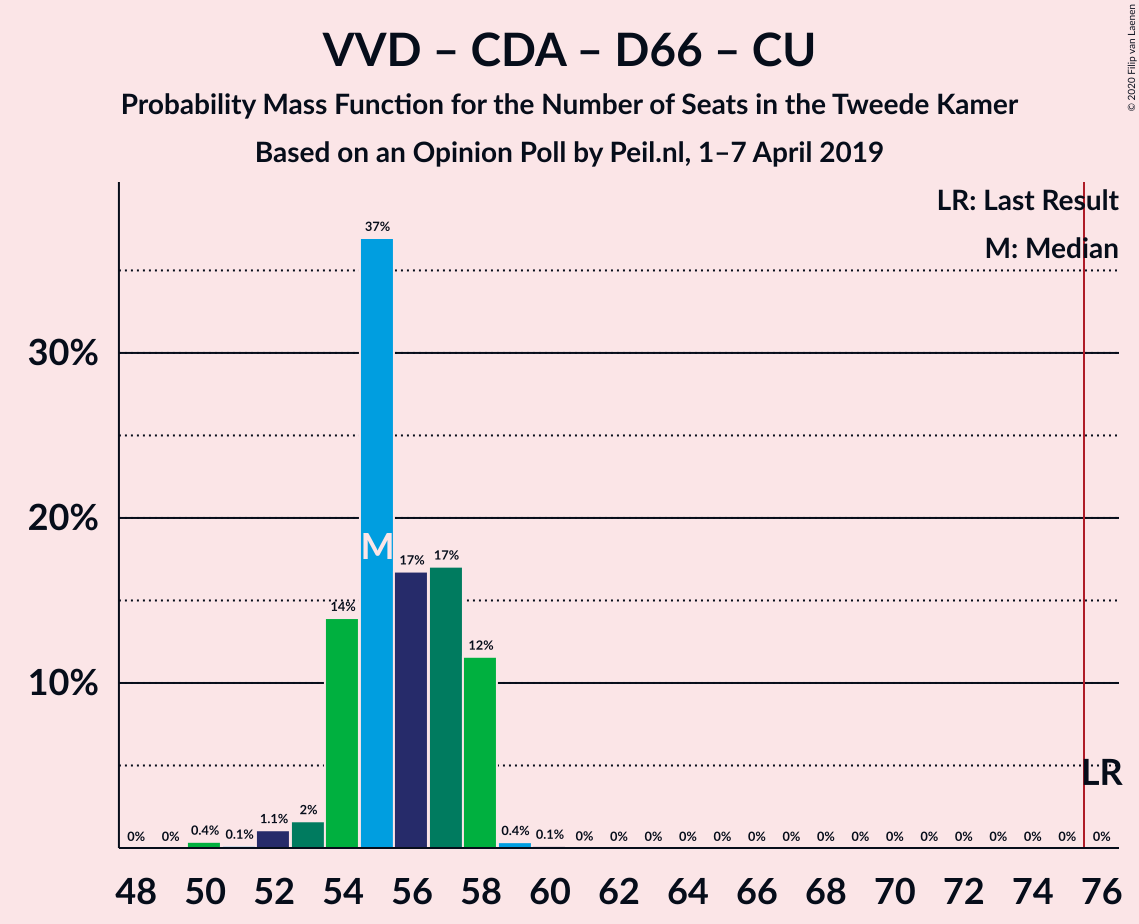 VVD – CDA – D66 – CU
Probability Mass Function for the Number of Seats in the Tweede Kamer
Based on an Opinion Poll by Peil.nl, 1–7 April 2019
© 2020 Filip van Laenen
LR: Last Result
M: Median
30%
20%
10%
0% 0% 0.4% 0.1% 1.1% 2% 14% 37% 17% 17% 12% 0.4% 0.1% 0% 0% 0% 0% 0% 0% 0% 0% 0% 0% 0% 0% 0% 0% 0% 0%
M
LR
48 50 52 54 56 58 60 62 64 66 68 70 72 74 76